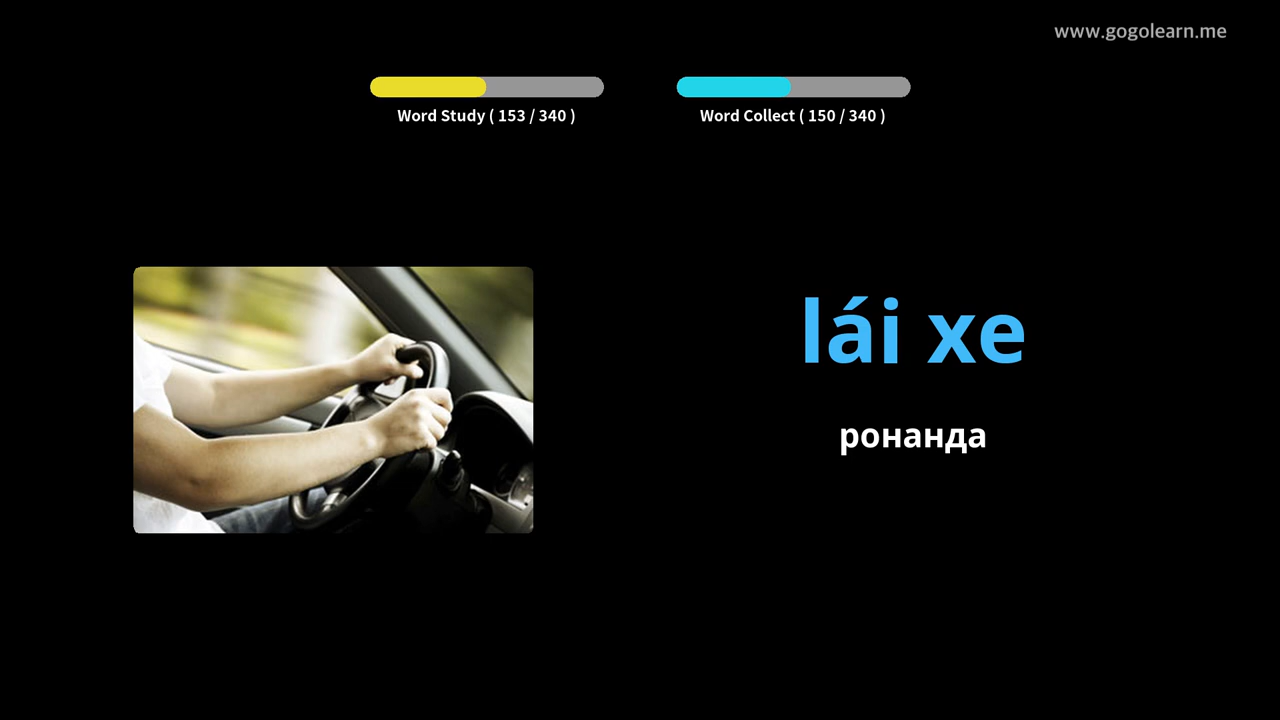 www.gogolearn.me
Word Study ( 153 / 340 )
Word Collect ( 150 / 340 )
lái xe
ронанда